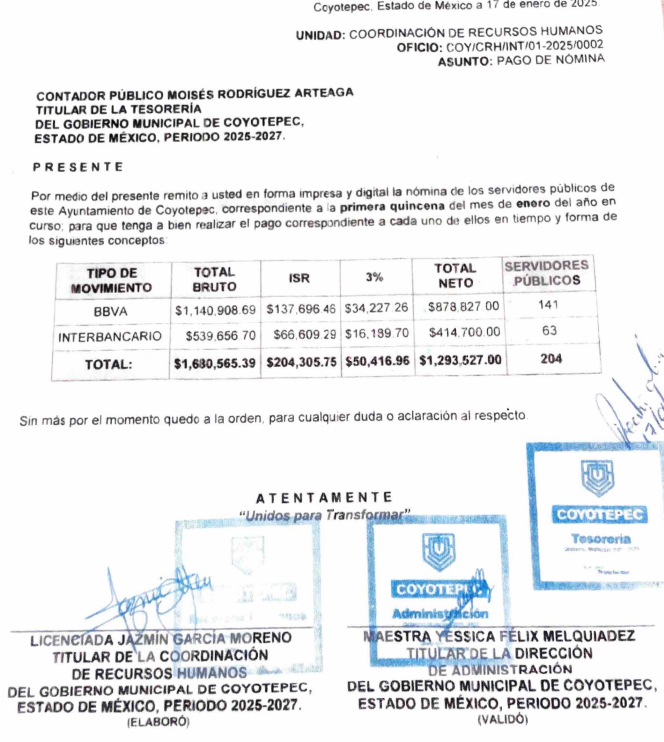 Coyotepec, Estado de México a 17 de enero de 2025.
UNIDAD: COORDINACIÓN DE RECURSOS HUMANOS
OFICIO: COY/CRH/INT/01-2025/0002
ASUNTO: PAGO DE NÓMINA
CONTADOR PÚBLICO MOISÉS RODRÍGUEZ ARTEAGA
TITULAR DE LA TESORERÍA
DEL GOBIERNO MUNICIPAL DE COYOTEPEC,
ESTADO DE MÉXICO, PERIODO 2025-2027.
P R E S E N T E
Por medio del presente remito a usted en forma impresa y digital la nómina de los servidores públicos de
este Ayuntamiento de Coyotepec, correspondiente a la primera quincena del mes de enero del año en
curso; para que tenga a bien realizar el pago correspondiente a cada uno de ellos en tiempo y forma de
los siguientes conceptos:
TIPO DE MOVIMIENTO TOTAL BRUTO ISR 3% TOTAL NETO SERVIDORES PÚBLICOS
BBVA $1,140,908.69 $137,696.46 $34,227.26 $878,827.00 141
INTERBANCARIO $539,656.70 $66,609.29 $16,189.70 $414,700.00 63
TOTAL: $1,680,565.39 $204,305.75 $50,416.96 $1,293,527.00 204
Sin más por el momento quedo a la orden, para cualquier duda o aclaración al respecto.
A T E N T A M E N T E
"Unidos para Transformar"
COYOTEPEC
Tesorería
COYOTEPEC
Administración
LICENCIADA JAZMÍN GARCÍA MORENO
TITULAR DE LA COORDINACIÓN
DE RECURSOS HUMANOS
DEL GOBIERNO MUNICIPAL DE COYOTEPEC,
ESTADO DE MÉXICO, PERIODO 2025-2027.
(ELABORÓ)
MAESTRA YESSICA FÉLIX MELQUIADEZ
TITULAR DE LA DIRECCIÓN
DE ADMINISTRACIÓN
DEL GOBIERNO MUNICIPAL DE COYOTEPEC,
ESTADO DE MÉXICO, PERIODO 2025-2027.
(VALIDÓ)